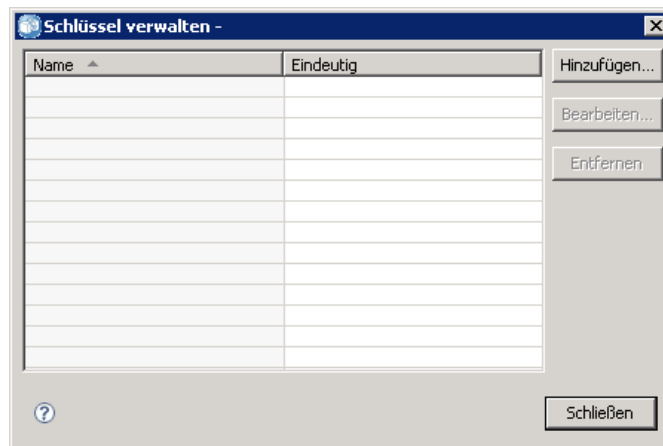 Schlüssel verwalten -
Name
Eindeutig
Hinzufügen...
Bearbeiten...
Entfernen
?
Schließen